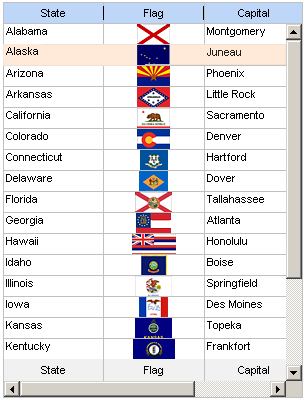 State Flag Capital
Alabama Montgomery
Alaska Juneau
Arizona Phoenix
Arkansas Little Rock
California Sacramento
Colorado Denver
Connecticut Hartford
Delaware Dover
Florida Tallahassee
Georgia Atlanta
Hawaii Honolulu
Idaho Boise
Illinois Springfield
Iowa Des Moines
Kansas Topeka
Kentucky Frankfort
State Flag Capital